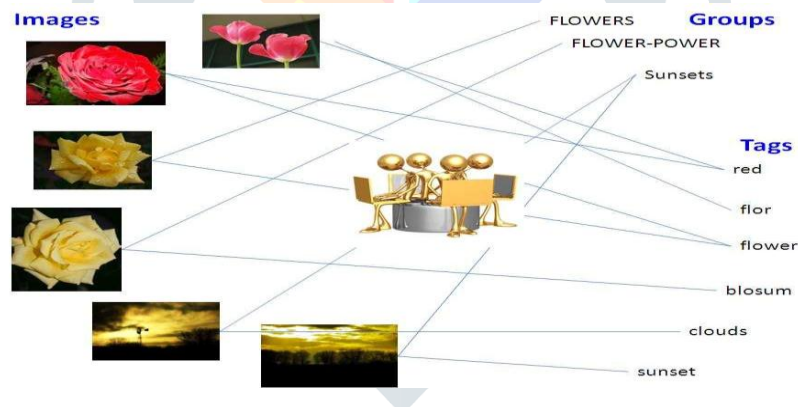 Images
FLOWERS
Groups
FLOWER-POWER
Sunsets
Tags
red
flor
flower
blosum
clouds
sunset